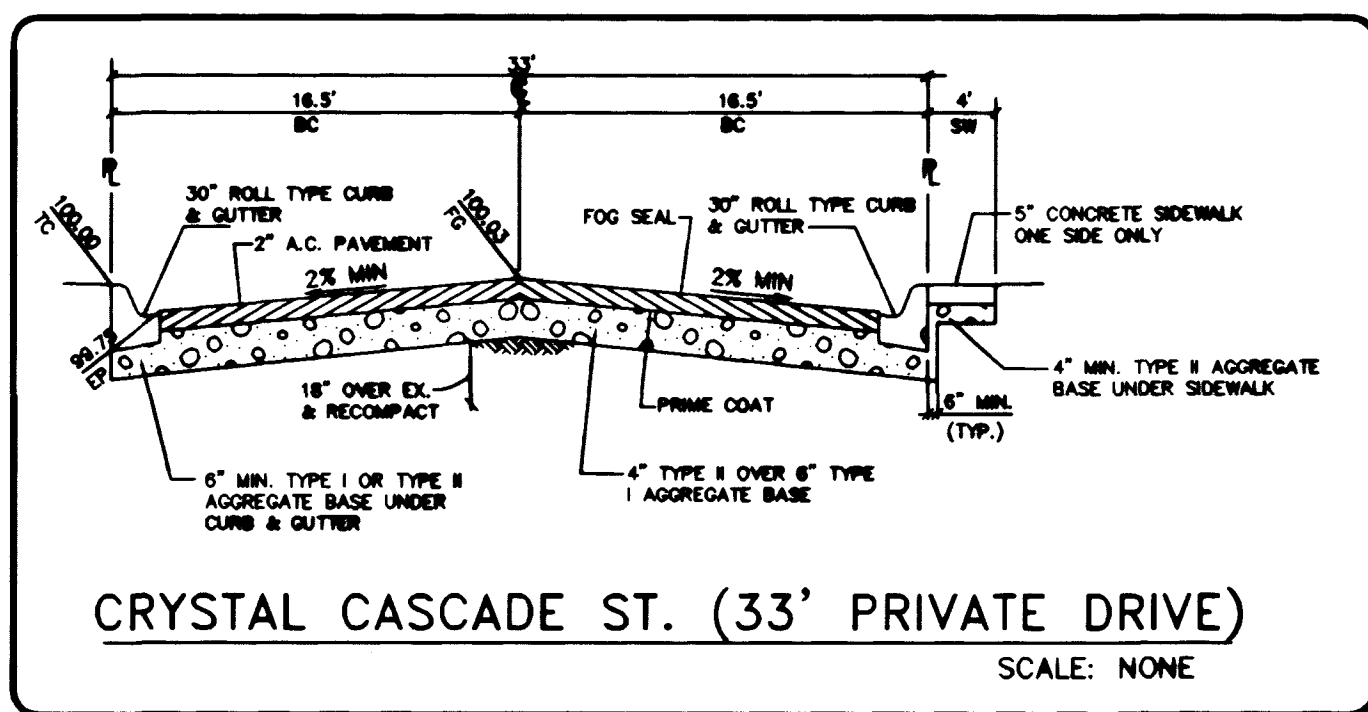 33'
16.5'
BC
16.5'
BC
4'
SW
100.00
TC
30" ROLL TYPE CURB
& GUTTER
2" A.C. PAVEMENT
2% MIN
100.03
FG
FOG SEAL
30" ROLL TYPE CURB
& GUTTER
2% MIN
5" CONCRETE SIDEWALK
ONE SIDE ONLY
EP
18" OVER EX.
& RECOMPACT
PRIME COAT
4" MIN. TYPE II AGGREGATE
BASE UNDER SIDEWALK
6" MIN.
(TYP.)
6" MIN. TYPE I OR TYPE II
AGGREGATE BASE UNDER
CURB & GUTTER
4" TYPE II OVER 6" TYPE
I AGGREGATE BASE
CRYSTAL CASCADE ST. (33' PRIVATE DRIVE)
SCALE: NONE